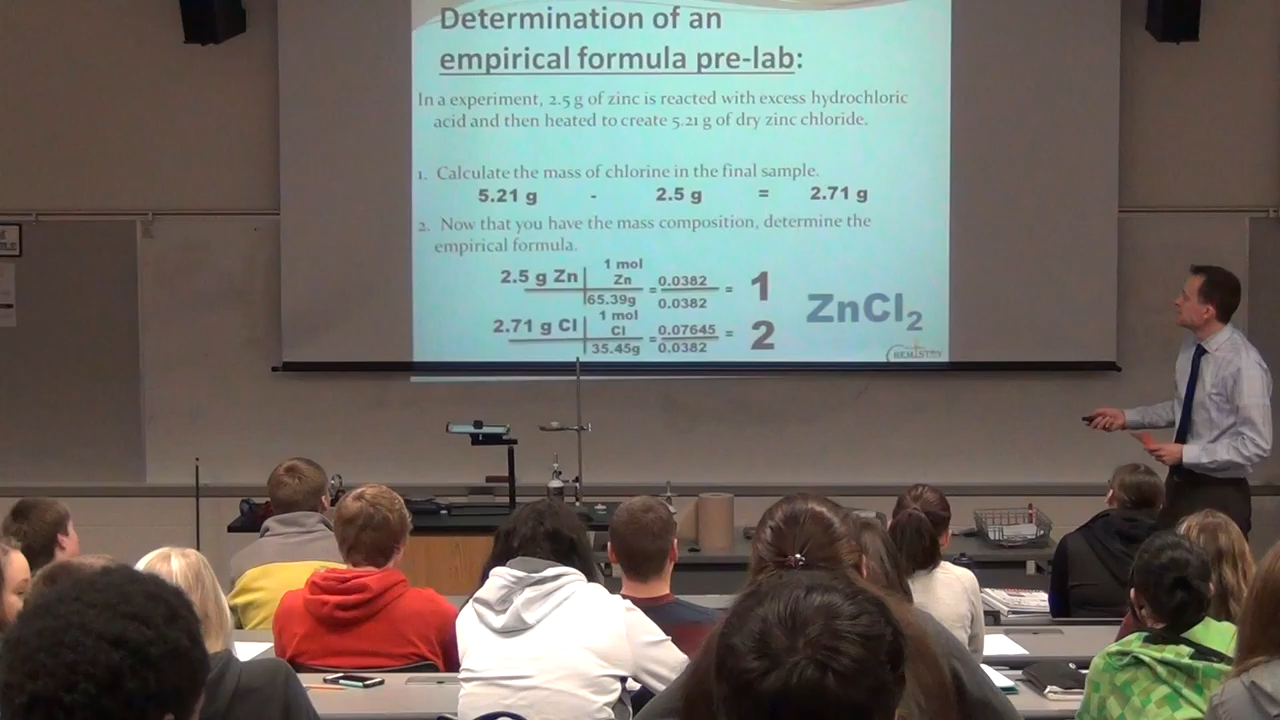 Determination of an
empirical formula pre-lab:
In a experiment, 2.5 g of zinc is reacted with excess hydrochloric
acid and then heated to create 5.21 g of dry zinc chloride.
1. Calculate the mass of chlorine in the final sample.
5.21 g - 2.5 g = 2.71 g
2. Now that you have the mass composition, determine the
empirical formula.
2.5 g Zn
1 mol
Zn
65.39g
= 0.0382
0.0382
= 1
2.71 g Cl
1 mol
Cl
35.45g
= 0.07645
0.0382
= 2
ZnCl₂